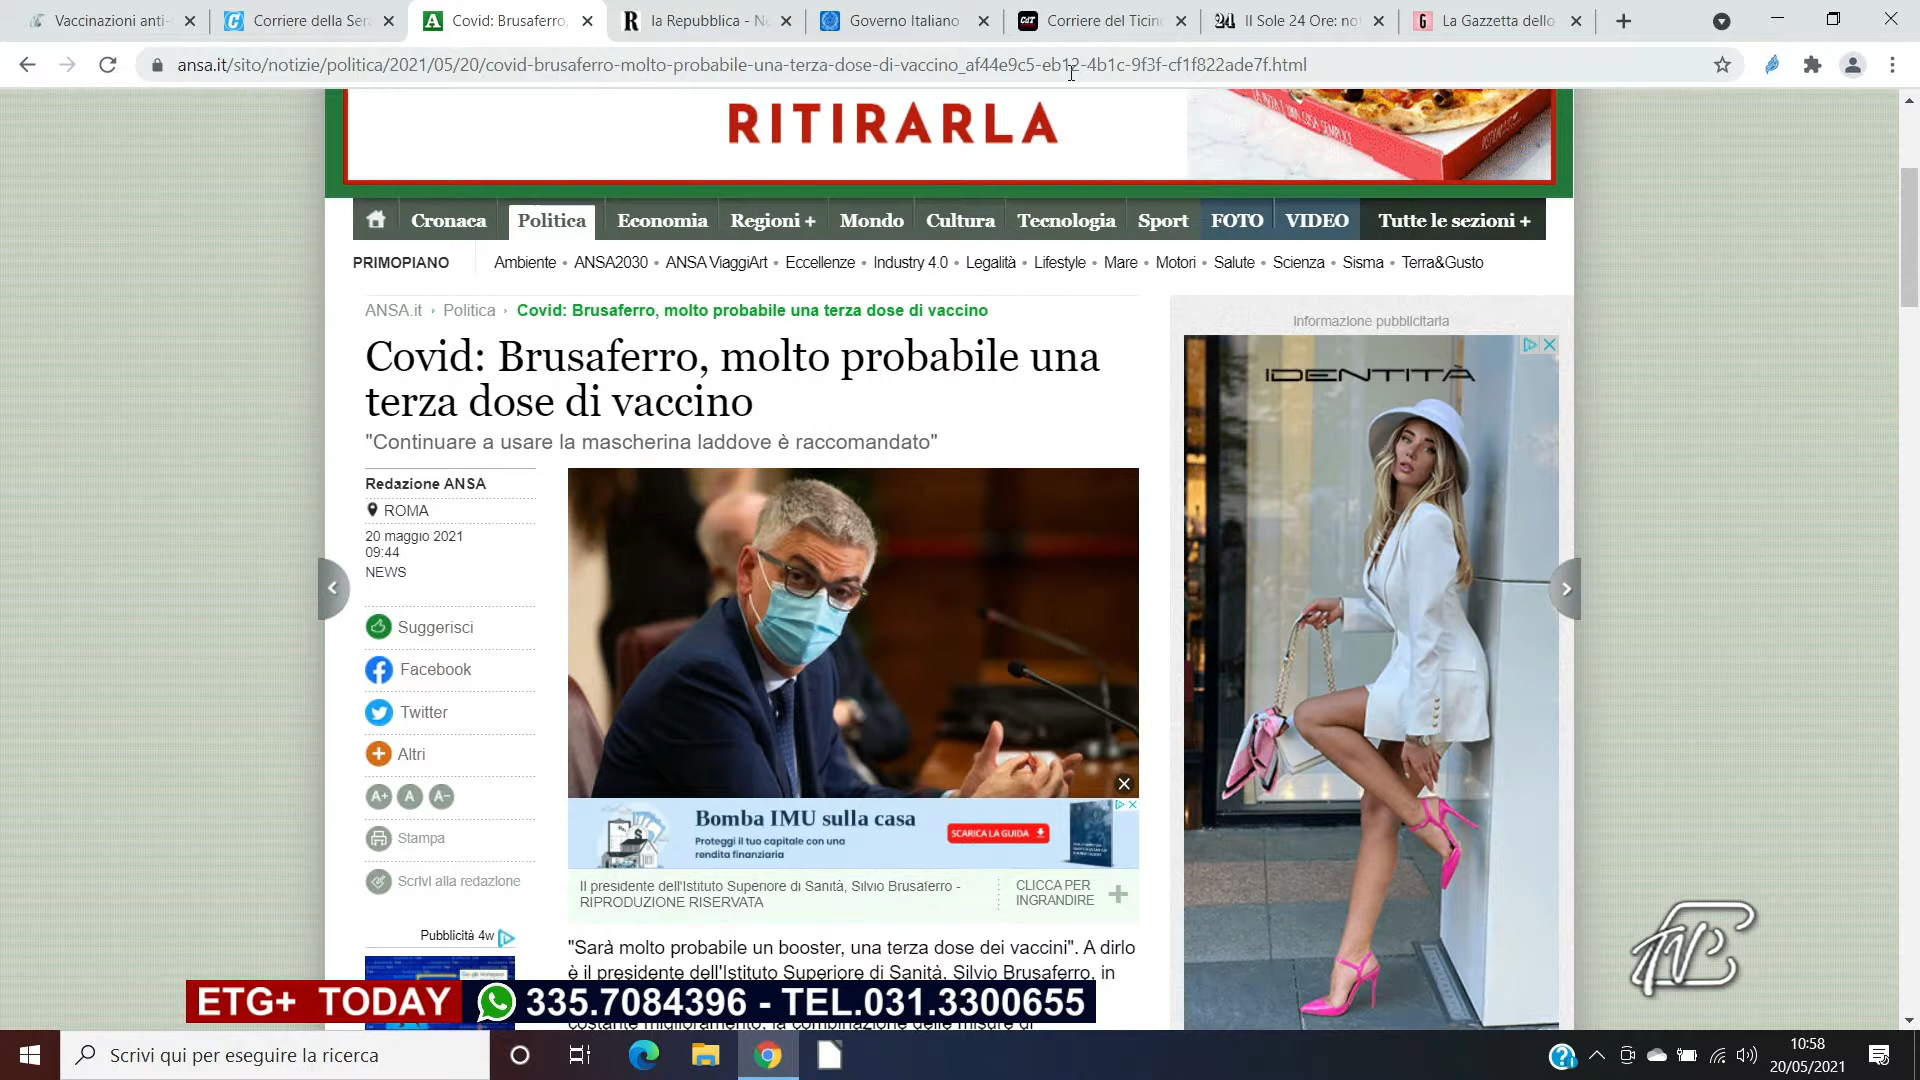 Vaccinazioni anti-
Corriere della Sera
Covid: Brusaferro,
la Repubblica - No
Governo Italiano
Corriere del Ticino
Il Sole 24 Ore: no
La Gazzetta dello
ansa.it/sito/notizie/politica/2021/05/20/covid-brusaferro-molto-probabile-una-terza-dose-di-vaccino_af44e9c5-eb12-4b1c-9f3f-cf1f822ade7f.html
RITIRARLA
Cronaca Politica Economia Regioni + Mondo Cultura Tecnologia Sport FOTO VIDEO Tutte le sezioni +
PRIMOPIANO Ambiente • ANSA2030 • ANSA ViaggiArt • Eccellenze • Industry 4.0 • Legalità • Lifestyle • Mare • Motori • Salute • Scienza • Sisma • Terra&Gusto
ANSA.it › Politica › Covid: Brusaferro, molto probabile una terza dose di vaccino
Covid: Brusaferro, molto probabile una
terza dose di vaccino
"Continuare a usare la mascherina laddove è raccomandato"
Redazione ANSA
ROMA
20 maggio 2021
09:44
NEWS
Suggerisci
Facebook
Twitter
Altri
A+ A A-
Stampa
Scrivi alla redazione
Pubblicità 4w
Informazione pubblicitaria
IDENTITÀ
Bomba IMU sulla casa
Proteggi il tuo capitale con una
rendita finanziaria
SCARICA LA GUIDA
Il presidente dell'Istituto Superiore di Sanità, Silvio Brusaferro -
RIPRODUZIONE RISERVATA
CLICCA PER
INGRANDIRE
"Sarà molto probabile un booster, una terza dose dei vaccini". A dirlo
è il presidente dell'Istituto Superiore di Sanità, Silvio Brusaferro, in
costante miglioramento, la combinazione delle misure di
ETG+ TODAY 335.7084396 - TEL.031.3300655
Scrivi qui per eseguire la ricerca
10:58
20/05/2021